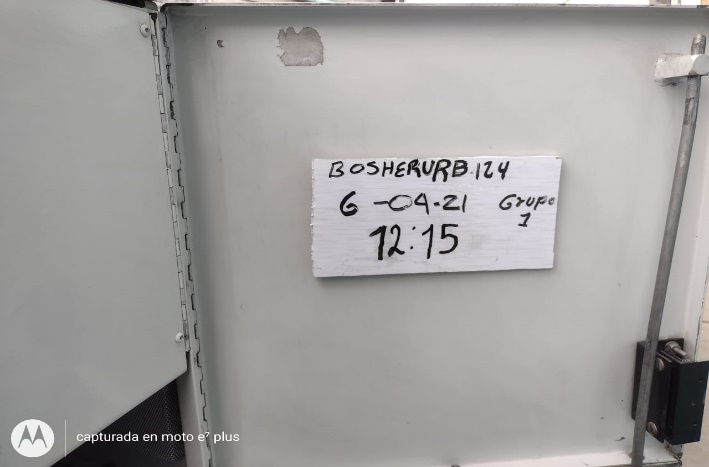 BOSHERURB.124
6 -04-21 Grupo
1
12:15
capturada en moto e⁷ plus